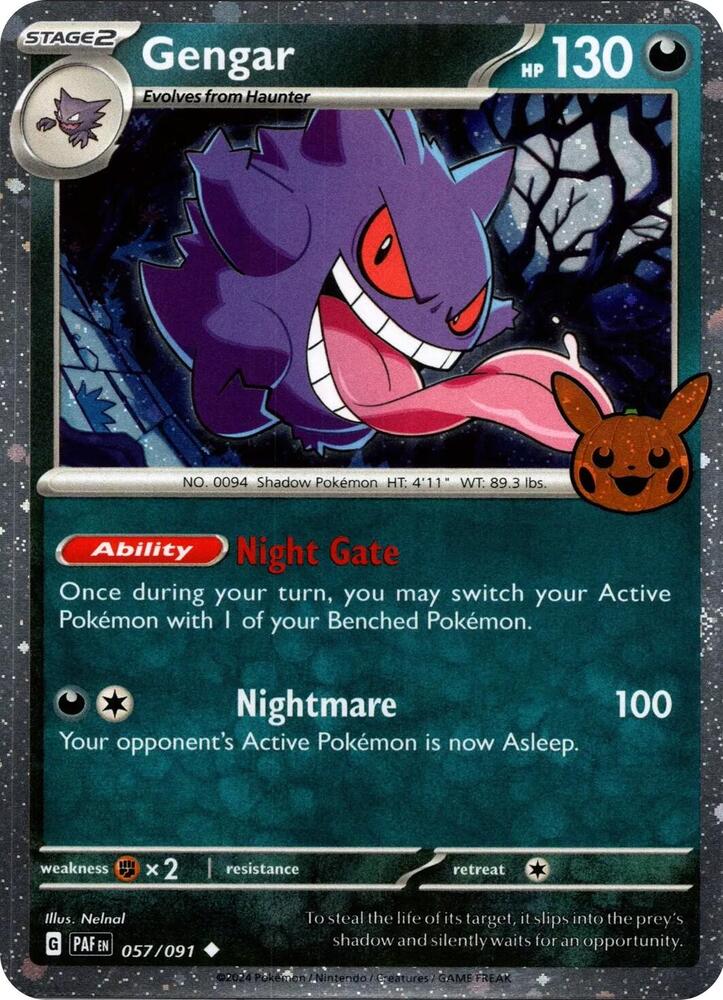 STAGE2
Gengar
HP 130
Evolves from Haunter
NO. 0094 Shadow Pokémon HT: 4'11" WT: 89.3 lbs.
Ability Night Gate
Once during your turn, you may switch your Active
Pokémon with 1 of your Benched Pokémon.
Nightmare 100
Your opponent's Active Pokémon is now Asleep.
weakness ×2 resistance retreat
Illus. Nelnal
To steal the life of its target, it slips into the prey's
shadow and silently waits for an opportunity.
G PAF EN 057/091
©2024 Pokémon / Nintendo / Creatures / GAME FREAK